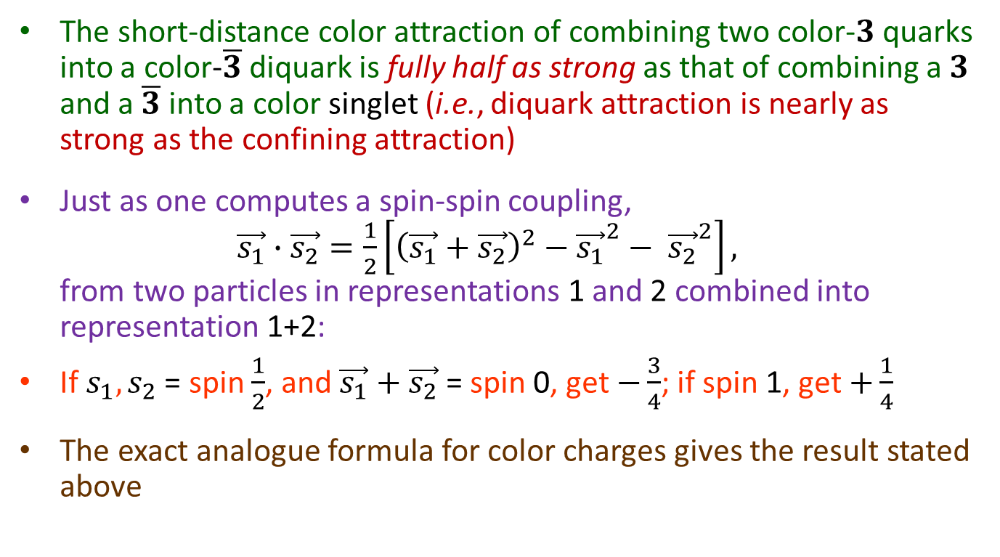 • The short-distance color attraction of combining two color-𝟑 quarks
into a color-𝟑̅ diquark is fully half as strong as that of combining a 𝟑
and a 𝟑̅ into a color singlet (i.e., diquark attraction is nearly as
strong as the confining attraction)
• Just as one computes a spin-spin coupling,
$\overrightarrow{s_1} \cdot \overrightarrow{s_2} = \frac{1}{2}\left[(\overrightarrow{s_1} + \overrightarrow{s_2})^2 - \overrightarrow{s_1}^2 - \overrightarrow{s_2}^2\right],$
from two particles in representations 1 and 2 combined into
representation 1+2:
• If $s_1, s_2$ = spin $\frac{1}{2}$, and $\overrightarrow{s_1} + \overrightarrow{s_2}$ = spin 0, get $-\frac{3}{4}$; if spin 1, get $+\frac{1}{4}$
• The exact analogue formula for color charges gives the result stated
above